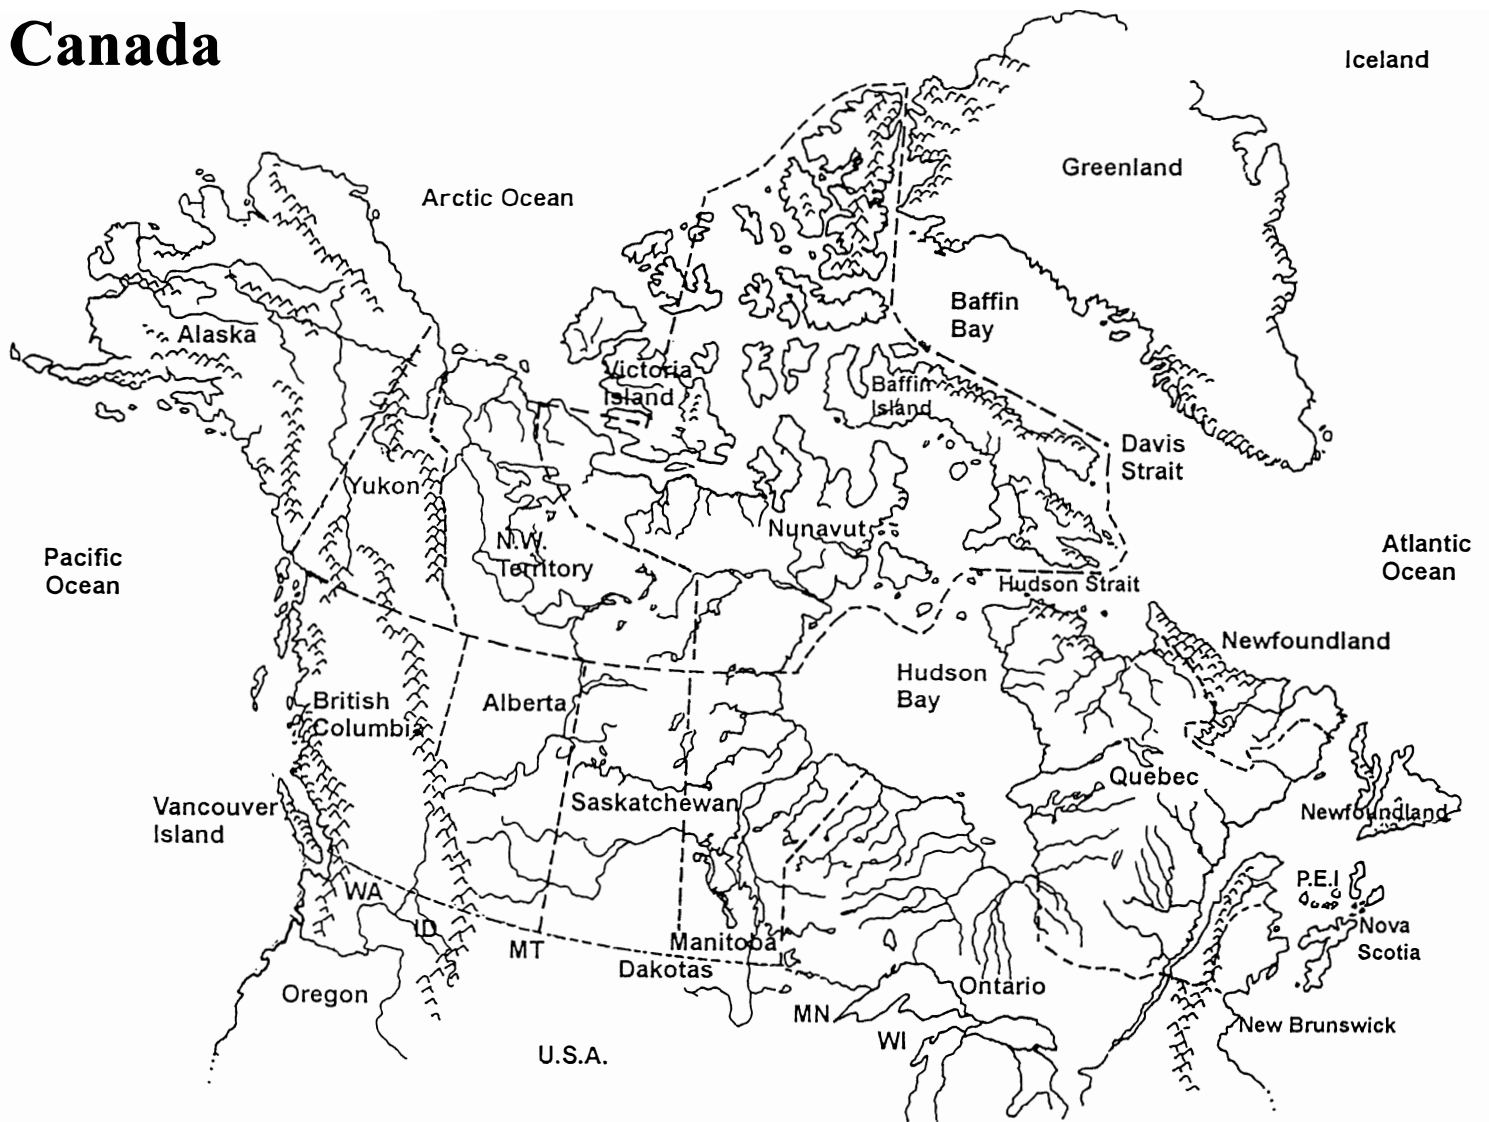 Canada
Iceland
Greenland
Arctic Ocean
Baffin
Bay
Alaska
Victoria
Island
Baffin
Island
Davis
Strait
Yukon
Nunavut
N.W.
Territory
Pacific
Ocean
Atlantic
Ocean
Hudson Strait
Newfoundland
Hudson
Bay
British
Columbia
Alberta
Quebec
Vancouver
Island
Saskatchewan
Newfoundland
P.E.I
WA
ID
MT
Manitoba
Dakotas
Nova
Scotia
Oregon
Ontario
MN
WI
New Brunswick
U.S.A.